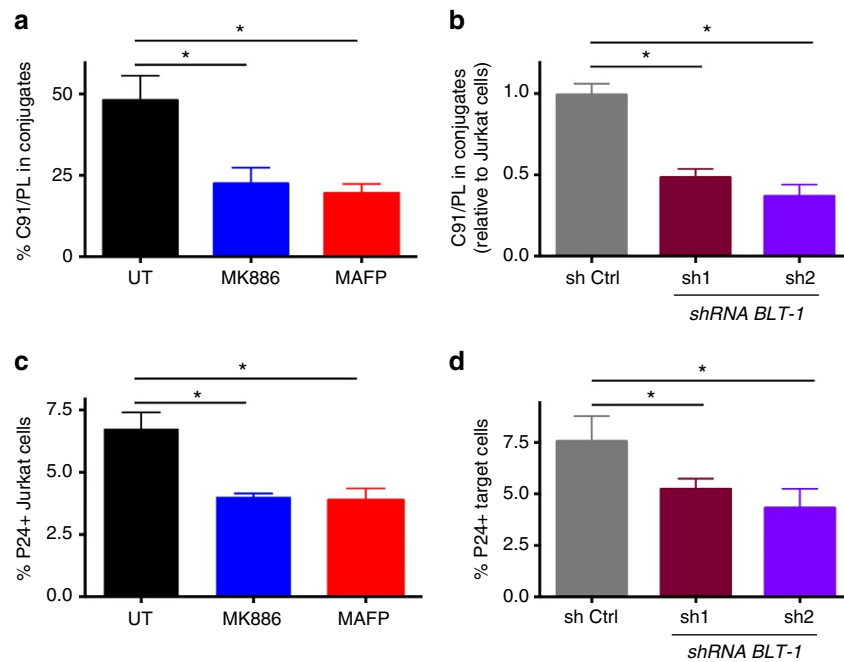 a
% C91/PL in conjugates
50
25
0
*
*
UT
MK886
MAFP
b
C91/PL in conjugates
(relative to Jurkat cells)
1.0
0.5
0.0
*
*
sh Ctrl
sh1
sh2
shRNA BLT-1
c
% P24+ Jurkat cells
7.5
5.0
2.5
0.0
*
*
UT
MK886
MAFP
d
% P24+ target cells
7.5
5.0
2.5
0.0
*
*
sh Ctrl
sh1
sh2
shRNA BLT-1